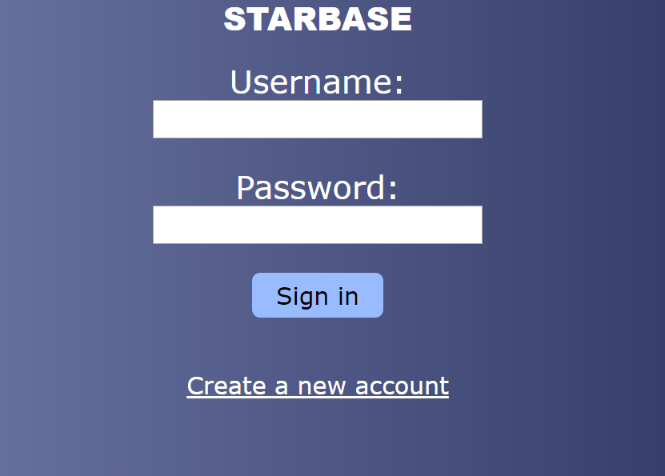 STARBASE
Username:
Password:
Sign in
Create a new account